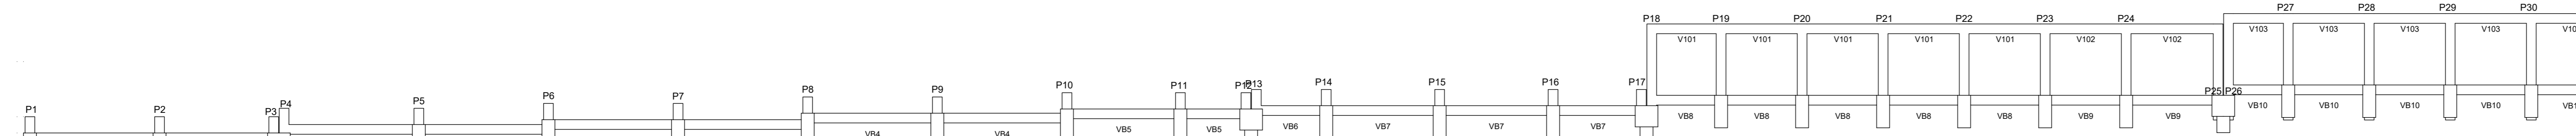 P27 P28 P29 P30
P18 P19 P20 P21 P22 P23 P24
V103 V103 V103 V103
V101 V101 V101 V101 V101 V102 V102
P10 P11 P12 P13 P14 P15 P16 P17
P6 P7 P8 P9
P25 P26
P1 P2 P3 P4 P5
VB10 VB10 VB10 VB10
VB8 VB8 VB8 VB8 VB8 VB9 VB9
VB4 VB4 VB5 VB5 VB6 VB7 VB7 VB7